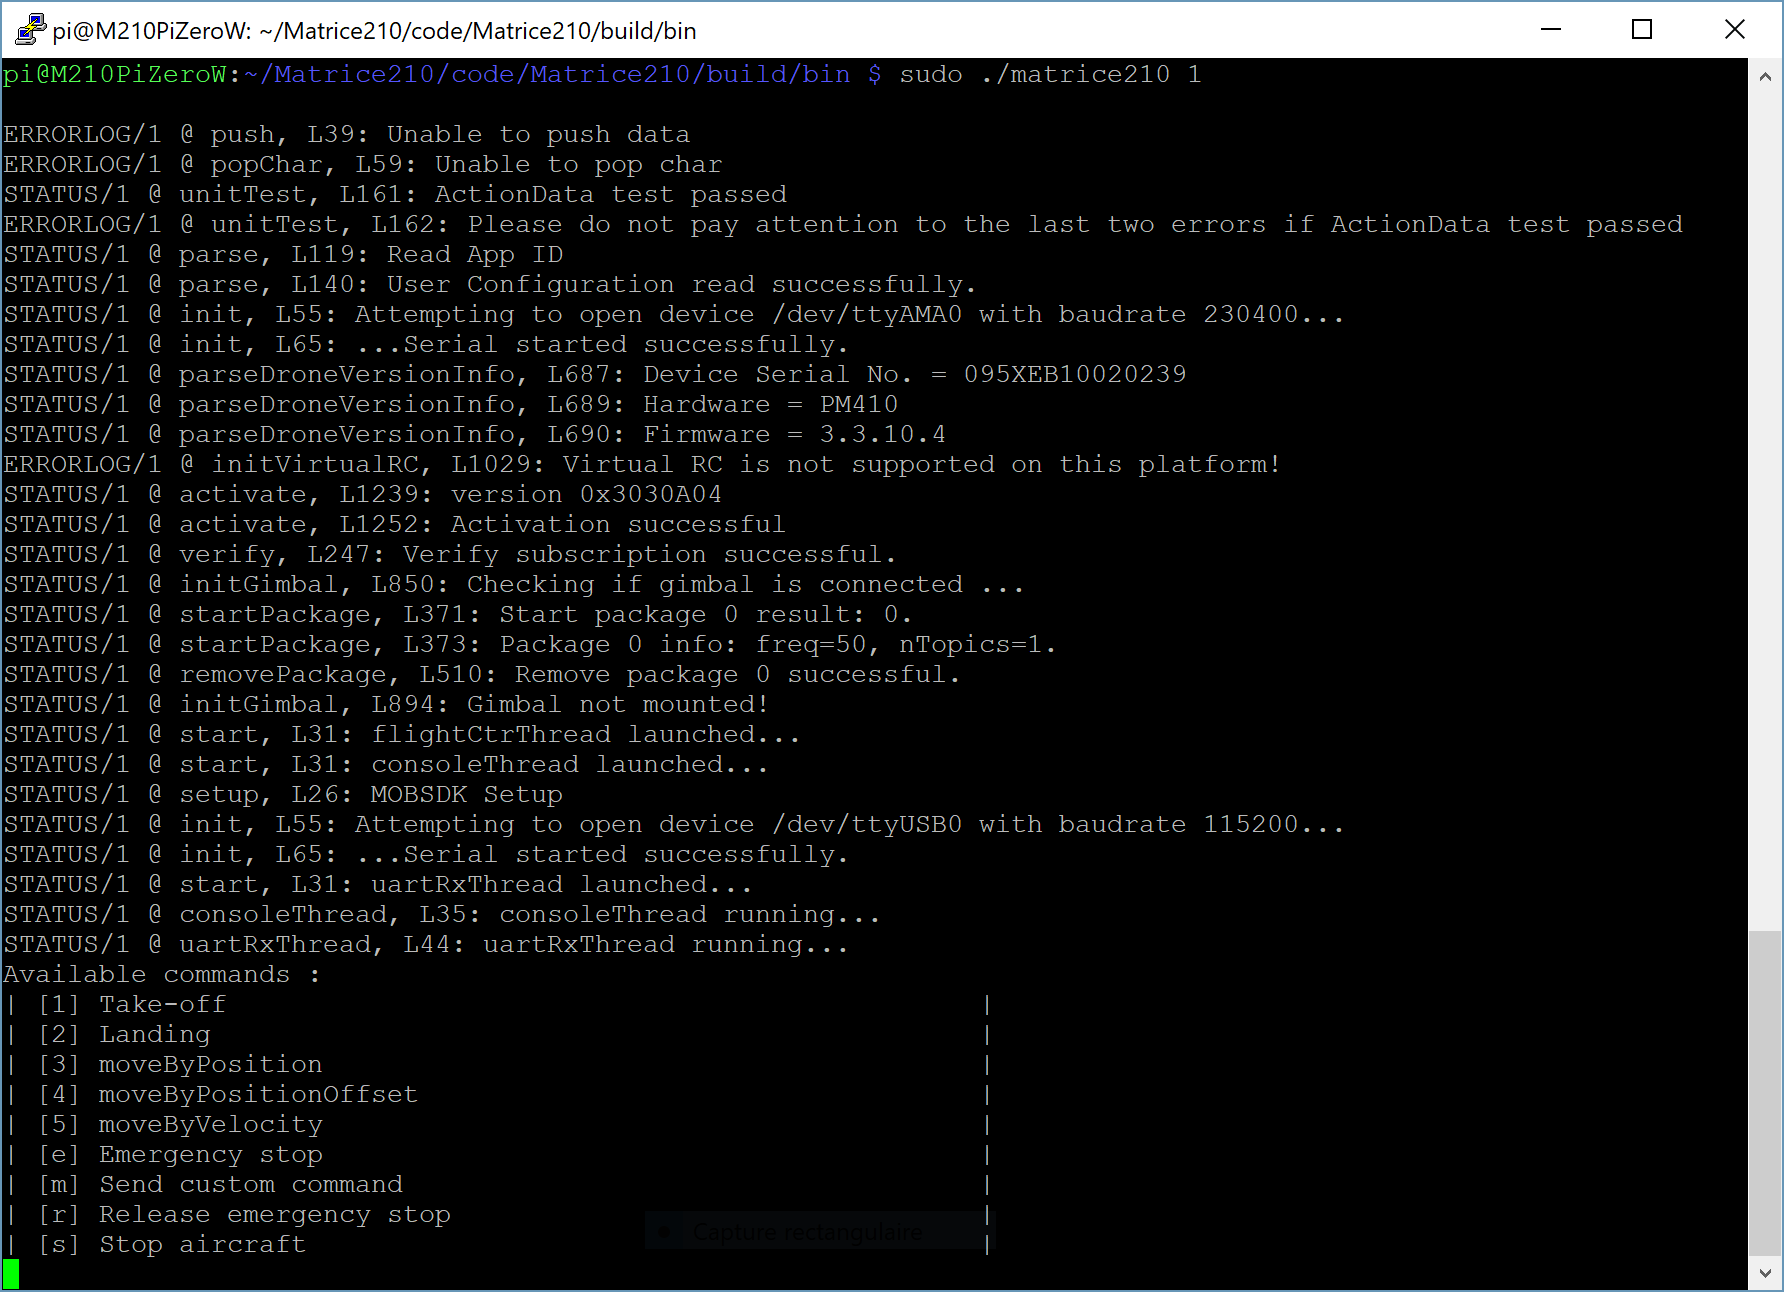 pi@M210PiZeroW: ~/Matrice210/code/Matrice210/build/bin
pi@M210PiZeroW:~/Matrice210/code/Matrice210/build/bin $ sudo ./matrice210 1
ERRORLOG/1 @ push, L39: Unable to push data
ERRORLOG/1 @ popChar, L59: Unable to pop char
STATUS/1 @ unitTest, L161: ActionData test passed
ERRORLOG/1 @ unitTest, L162: Please do not pay attention to the last two errors if ActionData test passed
STATUS/1 @ parse, L119: Read App ID
STATUS/1 @ parse, L140: User Configuration read successfully.
STATUS/1 @ init, L55: Attempting to open device /dev/ttyAMA0 with baudrate 230400...
STATUS/1 @ init, L65: ...Serial started successfully.
STATUS/1 @ parseDroneVersionInfo, L687: Device Serial No. = 095XEB10020239
STATUS/1 @ parseDroneVersionInfo, L689: Hardware = PM410
STATUS/1 @ parseDroneVersionInfo, L690: Firmware = 3.3.10.4
ERRORLOG/1 @ initVirtualRC, L1029: Virtual RC is not supported on this platform!
STATUS/1 @ activate, L1239: version 0x3030A04
STATUS/1 @ activate, L1252: Activation successful
STATUS/1 @ verify, L247: Verify subscription successful.
STATUS/1 @ initGimbal, L850: Checking if gimbal is connected ...
STATUS/1 @ startPackage, L371: Start package 0 result: 0.
STATUS/1 @ startPackage, L373: Package 0 info: freq=50, nTopics=1.
STATUS/1 @ removePackage, L510: Remove package 0 successful.
STATUS/1 @ initGimbal, L894: Gimbal not mounted!
STATUS/1 @ start, L31: flightCtrThread launched...
STATUS/1 @ start, L31: consoleThread launched...
STATUS/1 @ setup, L26: MOBSDK Setup
STATUS/1 @ init, L55: Attempting to open device /dev/ttyUSB0 with baudrate 115200...
STATUS/1 @ init, L65: ...Serial started successfully.
STATUS/1 @ start, L31: uartRxThread launched...
STATUS/1 @ consoleThread, L35: consoleThread running...
STATUS/1 @ uartRxThread, L44: uartRxThread running...
Available commands :
| [1] Take-off |
| [2] Landing |
| [3] moveByPosition |
| [4] moveByPositionOffset |
| [5] moveByVelocity |
| [e] Emergency stop |
| [m] Send custom command |
| [r] Release emergency stop |
Capture rectangulaire
| [s] Stop aircraft |